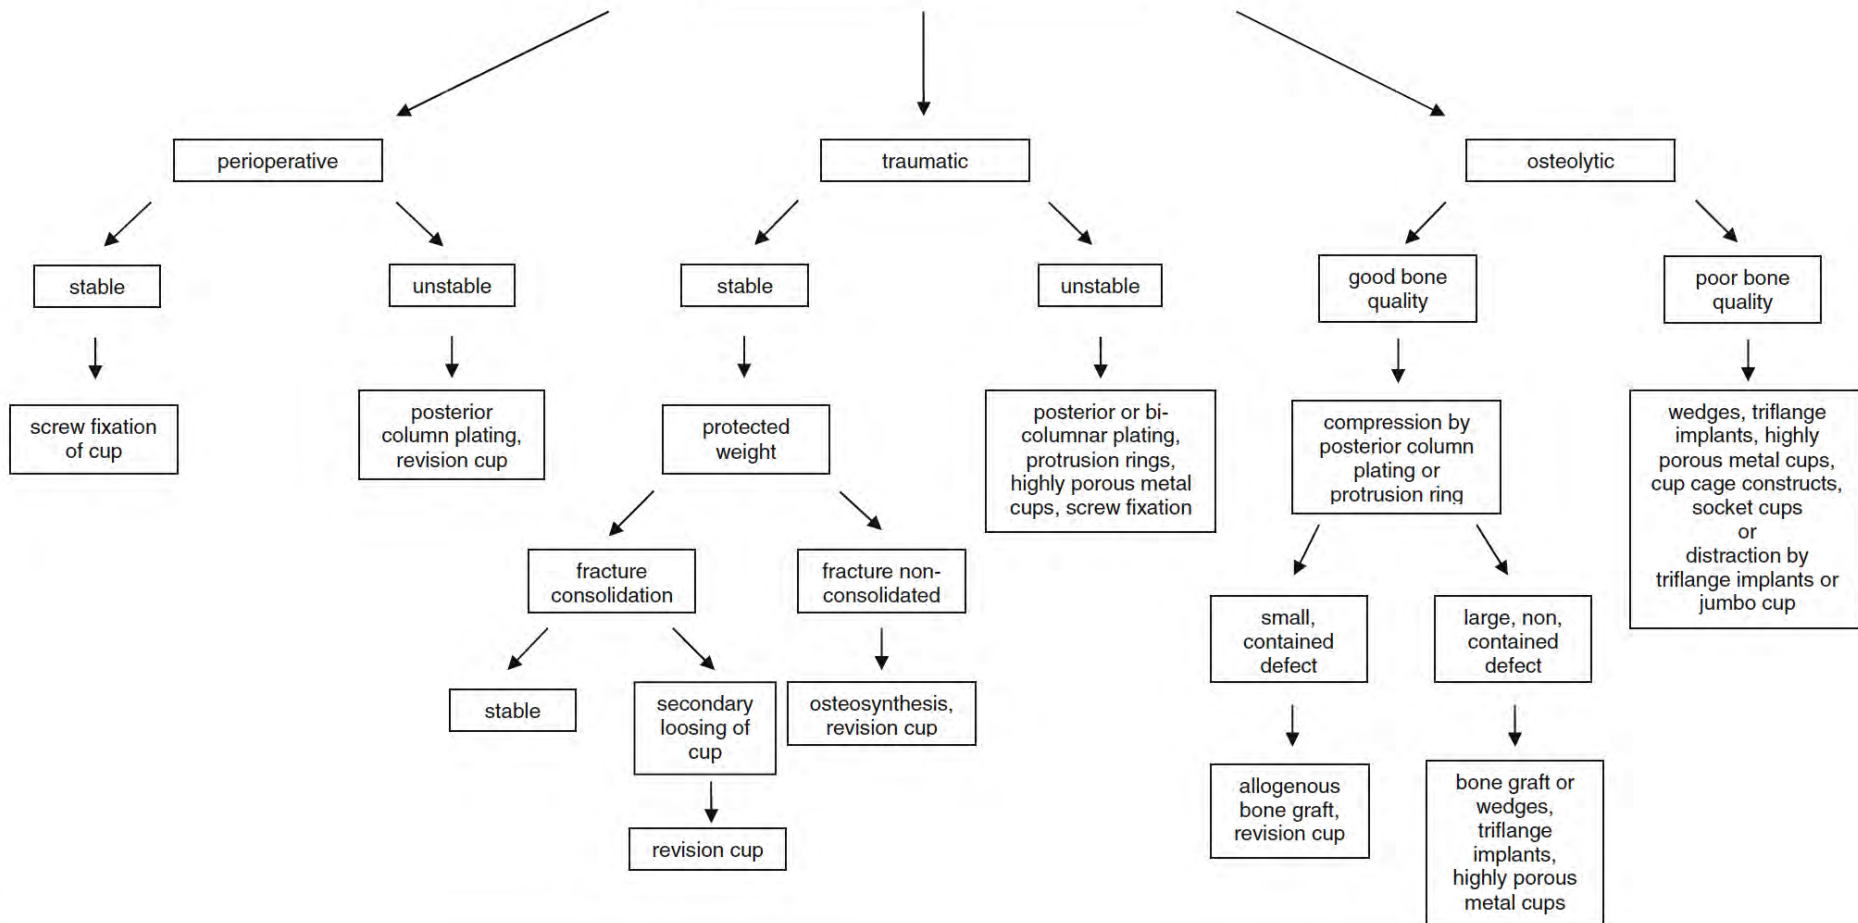 perioperative
traumatic
osteolytic
stable
unstable
stable
unstable
good bone
quality
poor bone
quality
screw fixation
of cup
posterior
column plating,
revision cup
protected
weight
posterior or bi-
columnar plating,
protrusion rings,
highly porous metal
cups, screw fixation
compression by
posterior column
plating or
protrusion ring
wedges, triflange
implants, highly
porous metal cups,
cup cage constructs,
socket cups
or
distraction by
triflange implants or
jumbo cup
fracture
consolidation
fracture non-
consolidated
small,
contained
defect
large, non,
contained
defect
stable
secondary
loosing of
cup
osteosynthesis,
revision cup
allogenous
bone graft,
revision cup
bone graft or
wedges,
triflange
implants,
highly porous
metal cups
revision cup